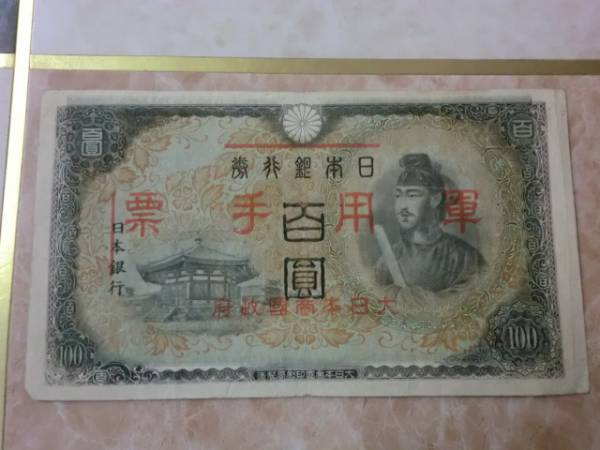 百圓
百
日本銀行券
軍用手票
百圓
日本銀行
大日本帝國政府
100
100